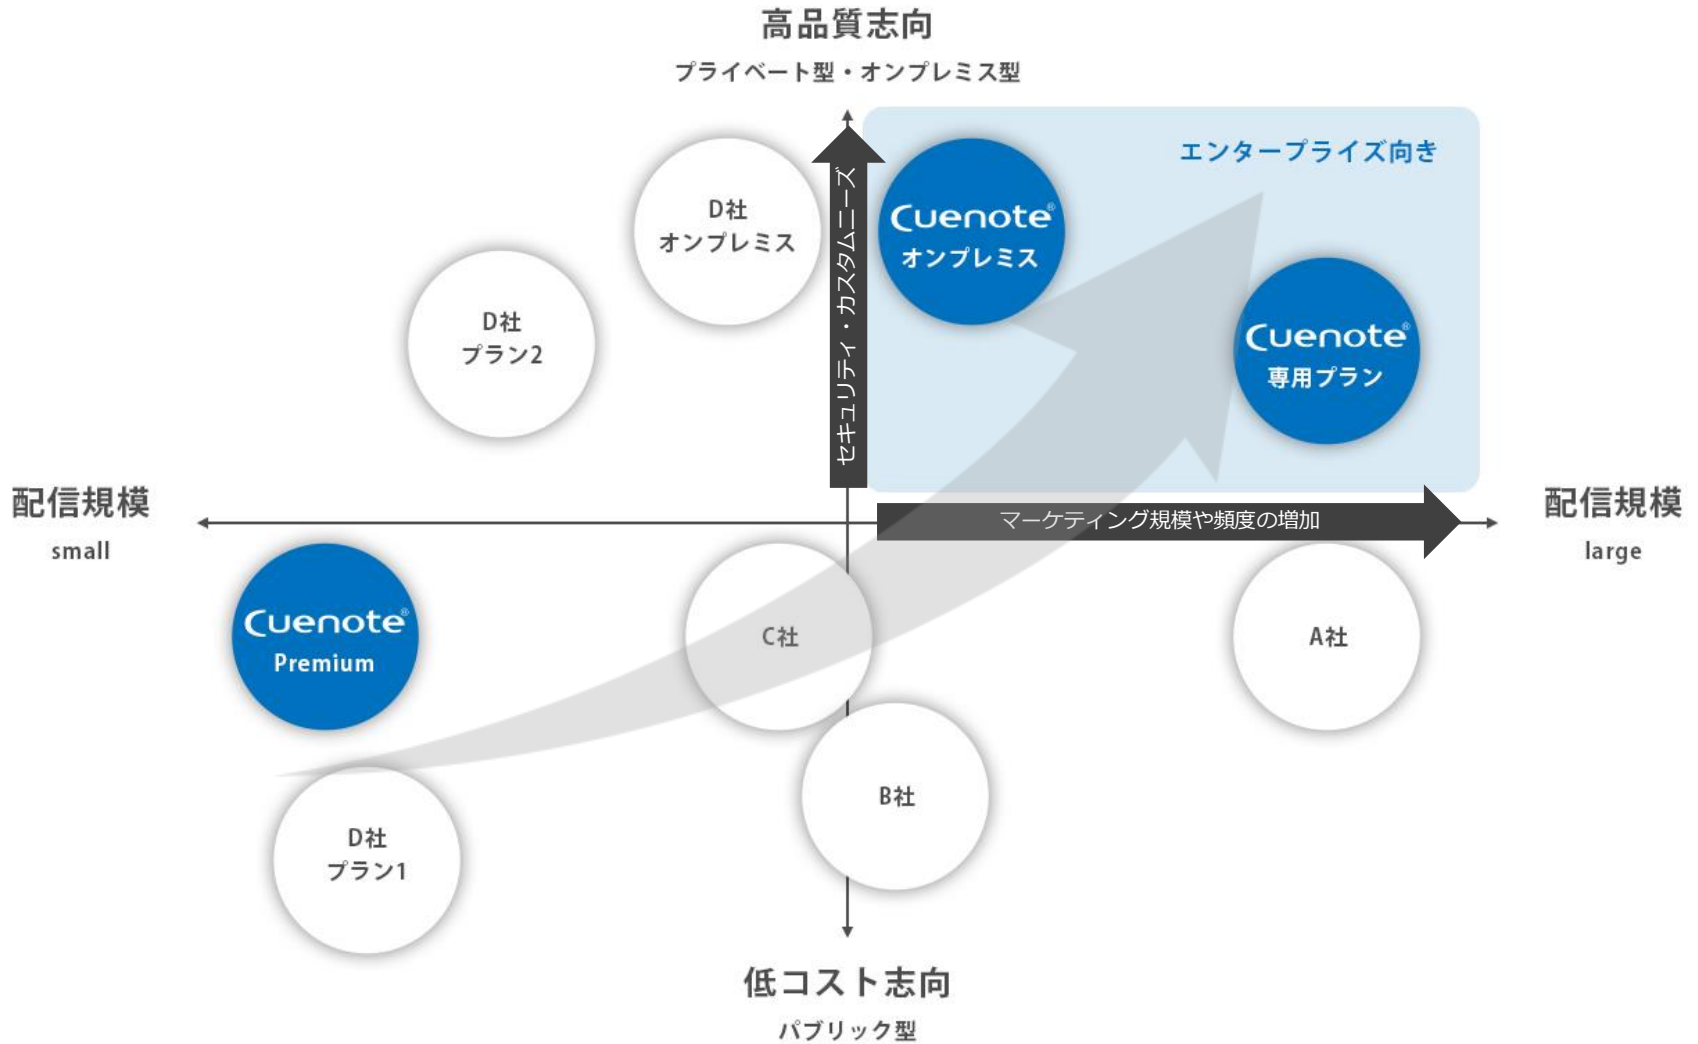 高品質志向
プライベート型・オンプレミス型
エンタープライズ向き
D社
オンプレミス
Cuenote®
オンプレミス
セキュリティ・カスタムニーズ
D社
プラン2
Cuenote®
専用プラン
配信規模
small
マーケティング規模や頻度の増加
配信規模
large
Cuenote®
Premium
C社
A社
B社
D社
プラン1
低コスト志向
パブリック型